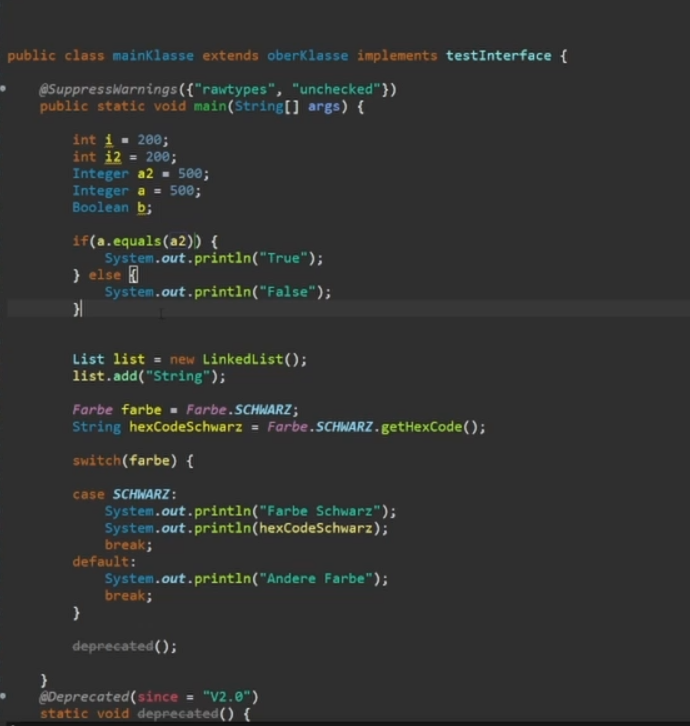 public class mainKlasse extends oberKlasse implements testInterface {
@SuppressWarnings({"rawtypes", "unchecked"})
public static void main(String[] args) {
int i = 200;
int i2 = 200;
Integer a2 = 500;
Integer a = 500;
Boolean b;
if(a.equals(a2)) {
System.out.println("True");
} else {
System.out.println("False");
}
List list = new LinkedList();
list.add("String");
Farbe farbe = Farbe.SCHWARZ;
String hexCodeSchwarz = Farbe.SCHWARZ.getHexCode();
switch(farbe) {
case SCHWARZ:
System.out.println("Farbe Schwarz");
System.out.println(hexCodeSchwarz);
break;
default:
System.out.println("Andere Farbe");
break;
}
deprecated();
}
@Deprecated(since = "V2.0")
static void deprecated() {